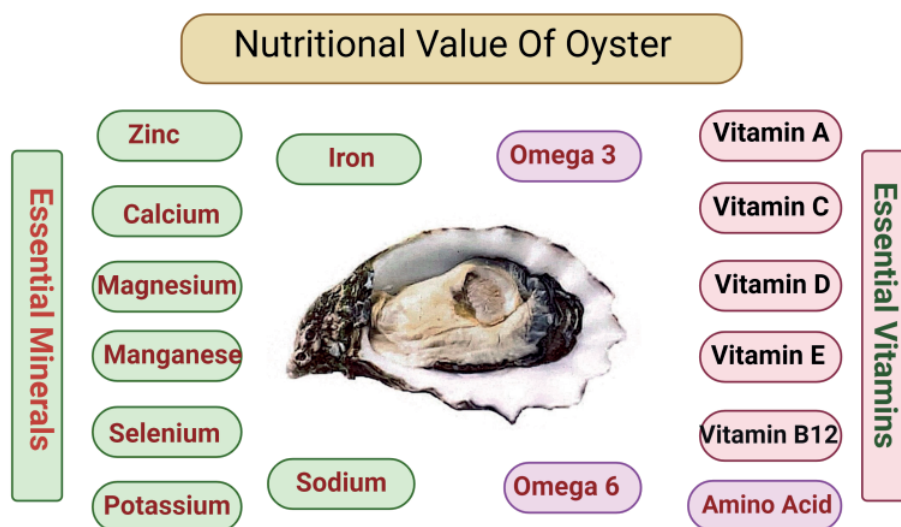 Nutritional Value Of Oyster
Essential Minerals
Zinc
Calcium
Magnesium
Manganese
Selenium
Potassium
Iron
Sodium
Omega 3
Omega 6
Vitamin A
Vitamin C
Vitamin D
Vitamin E
Vitamin B12
Amino Acid
Essential Vitamins